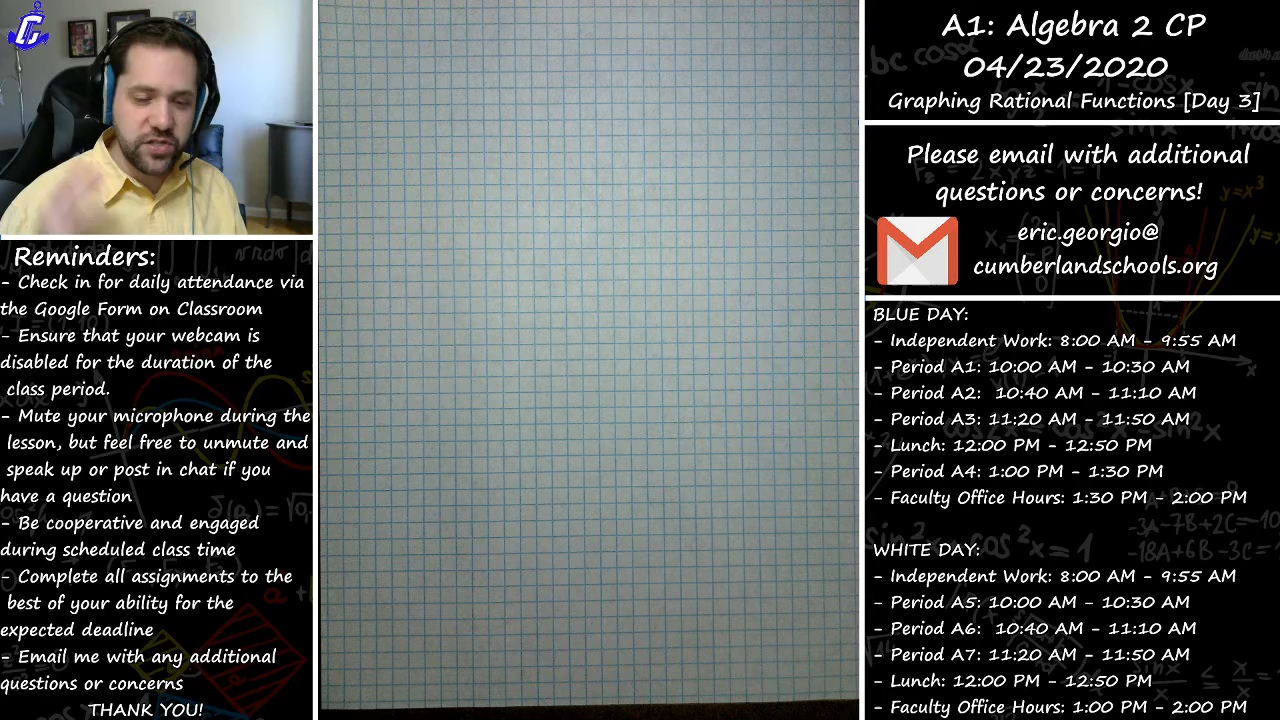 G
A1: Algebra 2 CP
04/23/2020
Graphing Rational Functions [Day 3]
Please email with additional
questions or concerns!
eric.georgio@
cumberlandschools.org
Reminders:
- Check in for daily attendance via
the Google Form on Classroom
- Ensure that your webcam is
disabled for the duration of the
class period.
- Mute your microphone during the
lesson, but feel free to unmute and
speak up or post in chat if you
have a question
- Be cooperative and engaged
during scheduled class time
- Complete all assignments to the
best of your ability for the
expected deadline
- Email me with any additional
questions or concerns
THANK YOU!
BLUE DAY:
- Independent Work: 8:00 AM - 9:55 AM
- Period A1: 10:00 AM - 10:30 AM
- Period A2: 10:40 AM - 11:10 AM
- Period A3: 11:20 AM - 11:50 AM
- Lunch: 12:00 PM - 12:50 PM
- Period A4: 1:00 PM - 1:30 PM
- Faculty Office Hours: 1:30 PM - 2:00 PM
WHITE DAY:
- Independent Work: 8:00 AM - 9:55 AM
- Period A5: 10:00 AM - 10:30 AM
- Period A6: 10:40 AM - 11:10 AM
- Period A7: 11:20 AM - 11:50 AM
- Lunch: 12:00 PM - 12:50 PM
- Faculty Office Hours: 1:00 PM - 2:00 PM